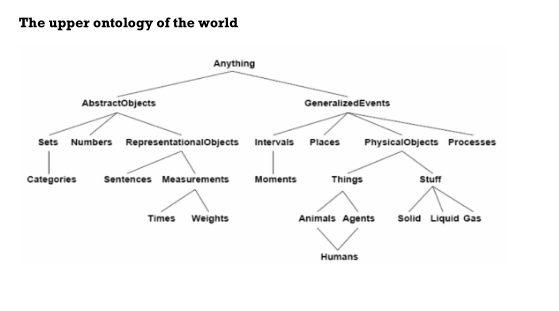 The upper ontology of the world
Anything
AbstractObjects GeneralizedEvents
Sets Numbers RepresentationalObjects Intervals Places PhysicalObjects Processes
Categories Sentences Measurements Moments Things Stuff
Times Weights Animals Agents Solid Liquid Gas
Humans